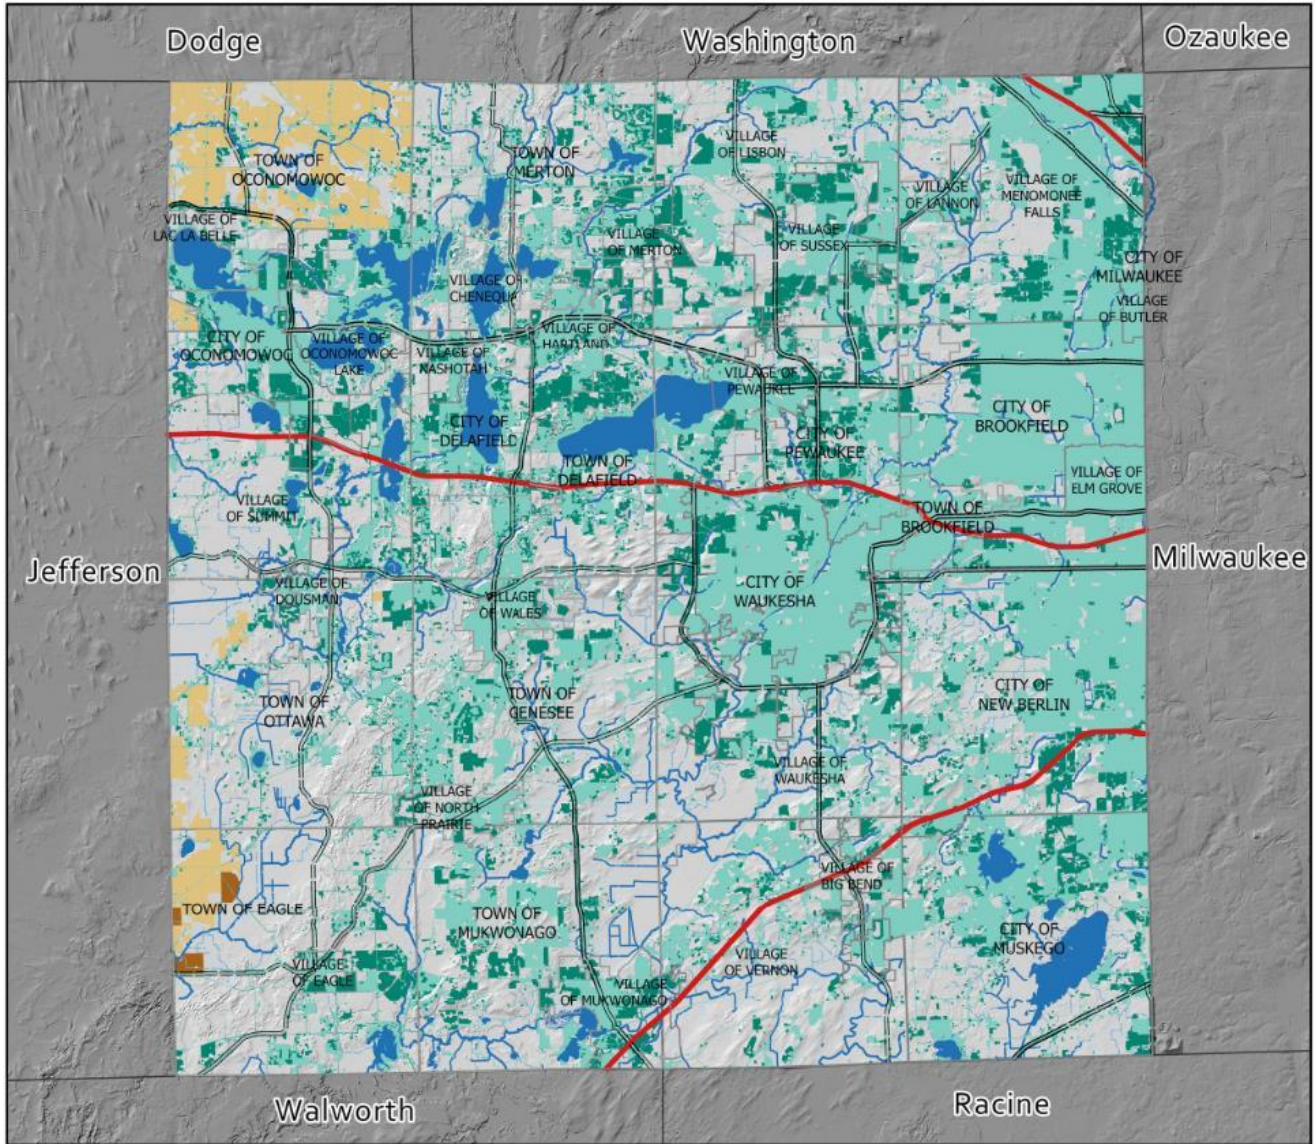 Dodge
Washington
Ozaukee
TOWN OF
OCONOMOWOC
TOWN OF
MERTON
VILLAGE
OF LISBON
VILLAGE
OF LANNON
VILLAGE OF
MENOMONEE
FALLS
VILLAGE OF
LAC LA BELLE
VILLAGE
OF MERTON
VILLAGE
OF SUSSEX
VILLAGE OF
CHENEQUA
CITY OF
MILWAUKEE
VILLAGE
OF BUTLER
CITY OF
OCONOMOWOC
VILLAGE OF
OCONOMOWOC
LAKE
VILLAGE OF
NASHOTAH
VILLAGE OF
HARTLAND
VILLAGE OF
PEWAUKEE
CITY OF
DELAFIELD
CITY OF
PEWAUKEE
CITY OF
BROOKFIELD
TOWN OF
DELAFIELD
VILLAGE OF
ELM GROVE
VILLAGE
OF SUMMIT
TOWN OF
BROOKFIELD
Jefferson
Milwaukee
VILLAGE OF
DOUSMAN
VILLAGE
OF WALES
CITY OF
WAUKESHA
TOWN OF
OTTAWA
TOWN OF
GENESEE
CITY OF
NEW BERLIN
VILLAGE OF
WAUKESHA
VILLAGE
OF NORTH
PRAIRIE
VILLAGE OF
BIG BEND
TOWN OF EAGLE
TOWN OF
MUKWONAGO
CITY OF
MUSKEGO
VILLAGE
OF EAGLE
VILLAGE
OF VERNON
VILLAGE
OF MUKWONAGO
Walworth
Racine